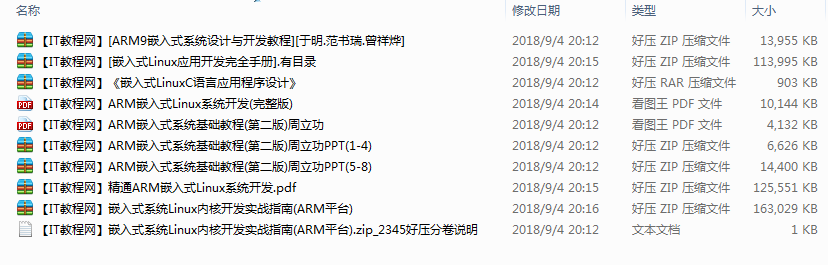 名称 修改日期 类型 大小
【IT教程网】[ARM9嵌入式系统设计与开发教程][于明.范书瑞.曾祥烨] 2018/9/4 20:12 好压 ZIP 压缩文件 13,955 KB
【IT教程网】[嵌入式Linux应用开发完全手册].有目录 2018/9/4 20:15 好压 ZIP 压缩文件 113,995 KB
【IT教程网】《嵌入式LinuxC语言应用程序设计》 2018/9/4 20:12 好压 RAR 压缩文件 903 KB
【IT教程网】ARM嵌入式Linux系统开发(完整版) 2018/9/4 20:14 看图王 PDF 文件 10,144 KB
【IT教程网】ARM嵌入式系统基础教程(第二版)周立功 2018/9/4 20:12 看图王 PDF 文件 4,132 KB
【IT教程网】ARM嵌入式系统基础教程(第二版)周立功PPT(1-4) 2018/9/4 20:12 好压 ZIP 压缩文件 6,626 KB
【IT教程网】ARM嵌入式系统基础教程(第二版)周立功PPT(5-8) 2018/9/4 20:12 好压 ZIP 压缩文件 14,400 KB
【IT教程网】精通ARM嵌入式Linux系统开发.pdf 2018/9/4 20:15 好压 ZIP 压缩文件 125,551 KB
【IT教程网】嵌入式系统Linux内核开发实战指南(ARM平台) 2018/9/4 20:16 好压 ZIP 压缩文件 163,029 KB
【IT教程网】嵌入式系统Linux内核开发实战指南(ARM平台).zip_2345好压分卷说明 2018/9/4 20:12 文本文档 1 KB